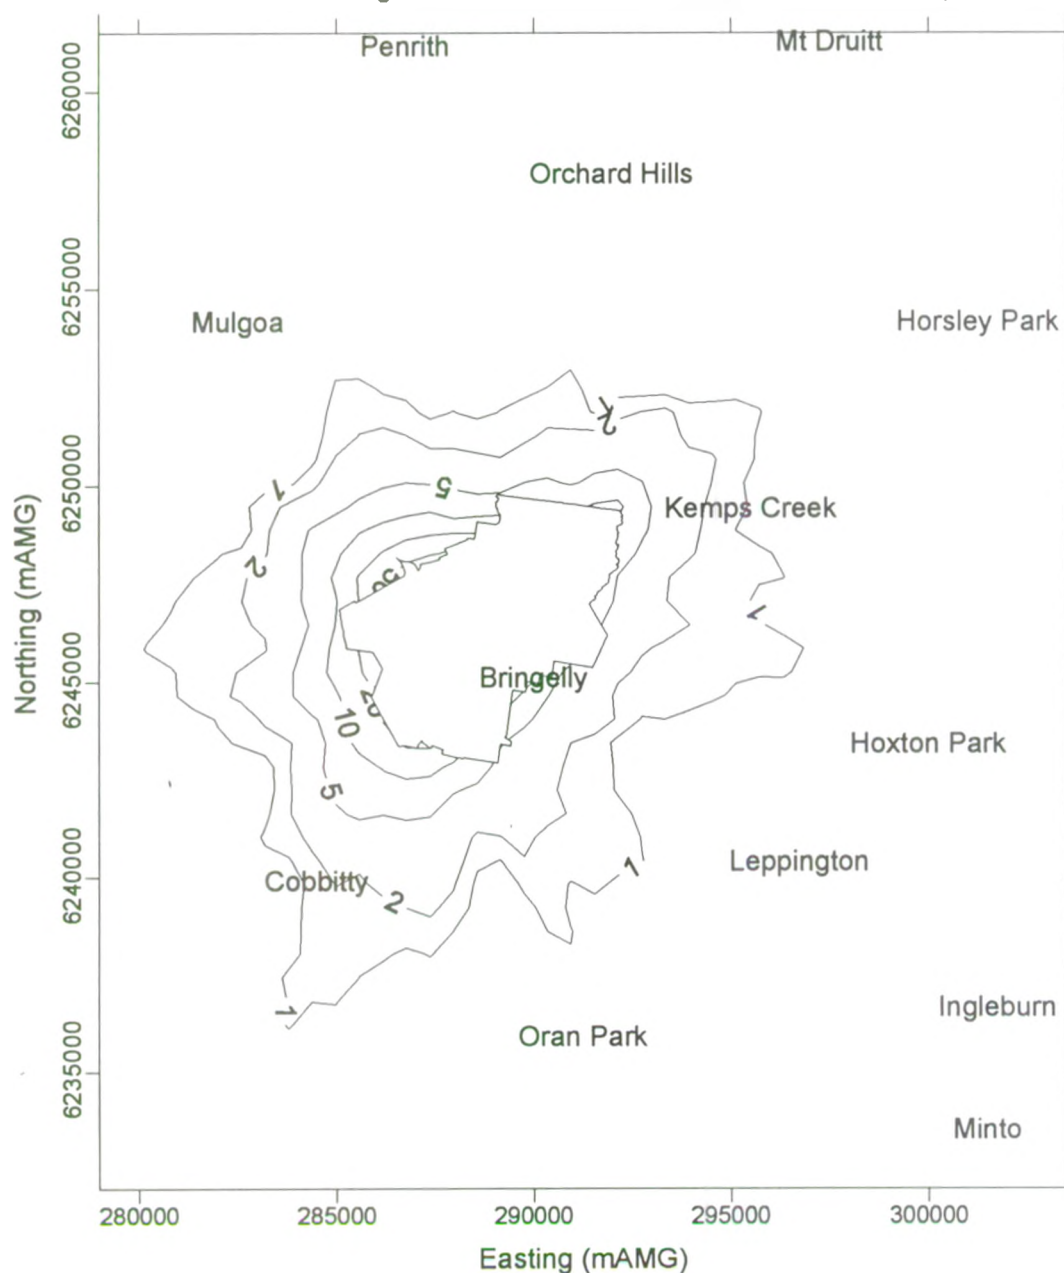 Penrith
Mt Druitt
6260000
Orchard Hills
6255000
Mulgoa
Horsley Park
1
2
1
5
6250000
Kemps Creek
2
1
Northing (mAMG)
6245000
Bringelly
20
10
Hoxton Park
5
6240000
Cobbitty
2
1
Leppington
1
Ingleburn
Oran Park
6235000
Minto
280000
285000
290000
295000
300000
Easting (mAMG)